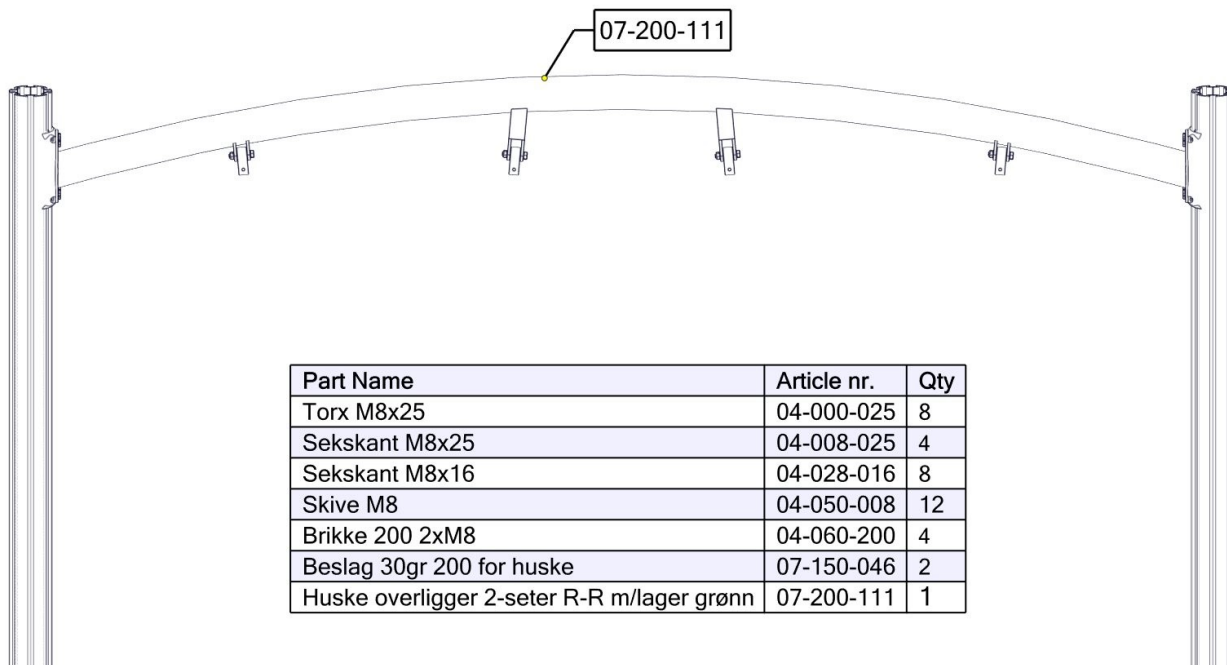 07-200-111
Part Name Article nr. Qty
Torx M8x25 04-000-025 8
Sekskant M8x25 04-008-025 4
Sekskant M8x16 04-028-016 8
Skive M8 04-050-008 12
Brikke 200 2xM8 04-060-200 4
Beslag 30gr 200 for huske 07-150-046 2
Huske overligger 2-seter R-R m/lager grønn 07-200-111 1